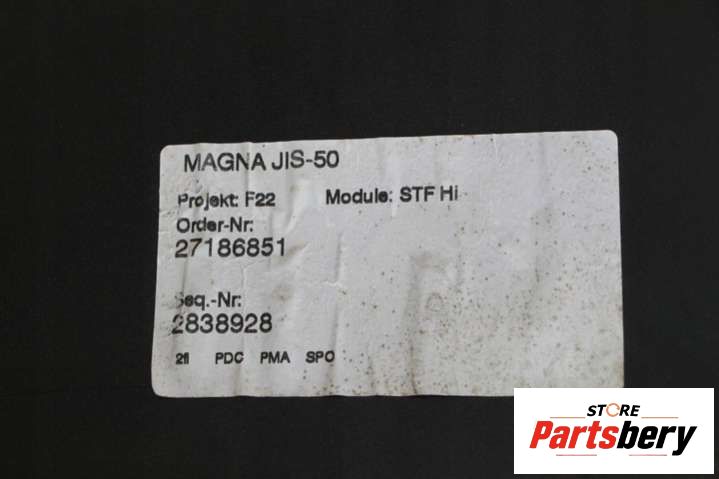 MAGNA JIS-50
Projekt: F22 Module: STF Hi
Order-Nr:
27186851
Seq.-Nr:
2838928
2fl PDC PMA SPO
STORE
Partsbery